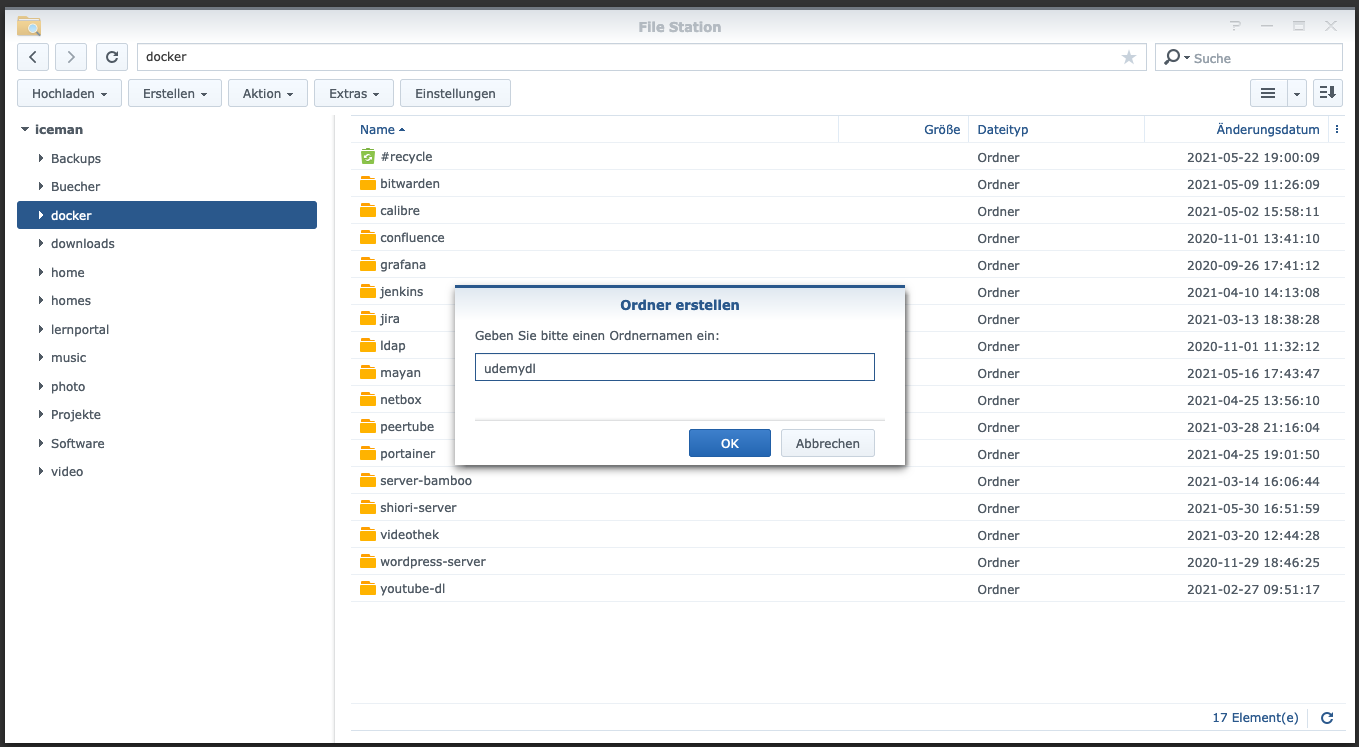 File Station
docker
Suche
Hochladen
Erstellen
Aktion
Extras
Einstellungen
iceman
Backups
Buecher
docker
downloads
home
homes
lernportal
music
photo
Projekte
Software
video
Name Größe Dateityp Änderungsdatum
#recycle Ordner 2021-05-22 19:00:09
bitwarden Ordner 2021-05-09 11:26:09
calibre Ordner 2021-05-02 15:58:11
confluence Ordner 2020-11-01 13:41:10
grafana Ordner 2020-09-26 17:41:12
jenkins Ordner 2021-04-10 14:13:08
jira Ordner 2021-03-13 18:38:28
ldap Ordner 2020-11-01 11:32:12
mayan Ordner 2021-05-16 17:43:47
netbox Ordner 2021-04-25 13:56:10
peertube Ordner 2021-03-28 21:16:04
portainer Ordner 2021-04-25 19:01:50
server-bamboo Ordner 2021-03-14 16:06:44
shiori-server Ordner 2021-05-30 16:51:59
videothek Ordner 2021-03-20 12:44:28
wordpress-server Ordner 2020-11-29 18:46:25
youtube-dl Ordner 2021-02-27 09:51:17
Ordner erstellen
Geben Sie bitte einen Ordnernamen ein:
udemydl
OK
Abbrechen
17 Element(e)